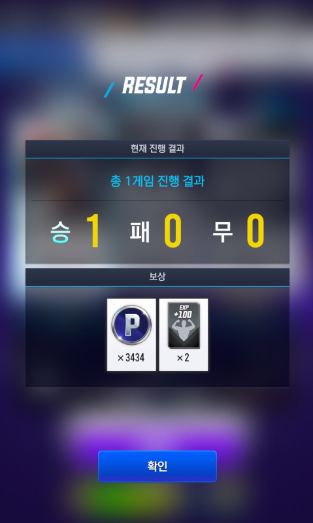 RESULT
현재 진행 결과
총 1게임 진행 결과
승 1 패 0 무 0
보상
P
EXP
+100
×3434
×2
확인